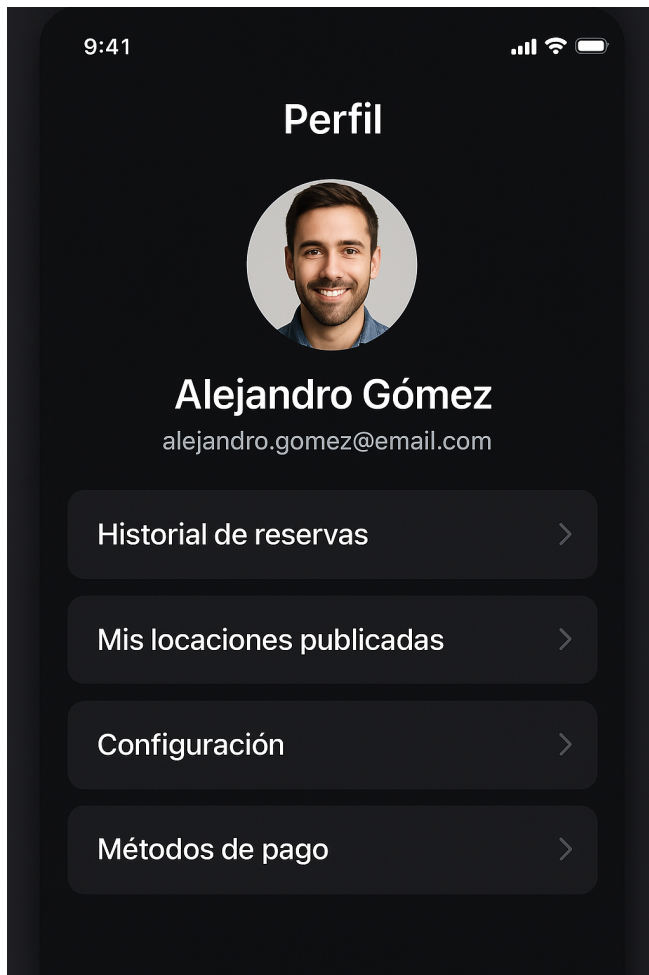 9:41
Perfil
Alejandro Gómez
alejandro.gomez@email.com
Historial de reservas
Mis locaciones publicadas
Configuración
Métodos de pago